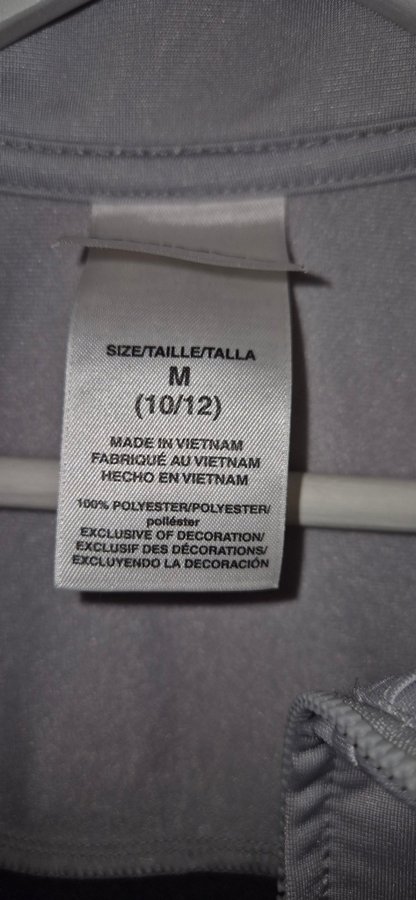 SIZE/TAILLE/TALLA
M
(10/12)
MADE IN VIETNAM
FABRIQUÉ AU VIETNAM
HECHO EN VIETNAM
100% POLYESTER/POLYESTER/
poliéster
EXCLUSIVE OF DECORATION/
EXCLUSIF DES DÉCORATIONS/
EXCLUYENDO LA DECORACIÓN